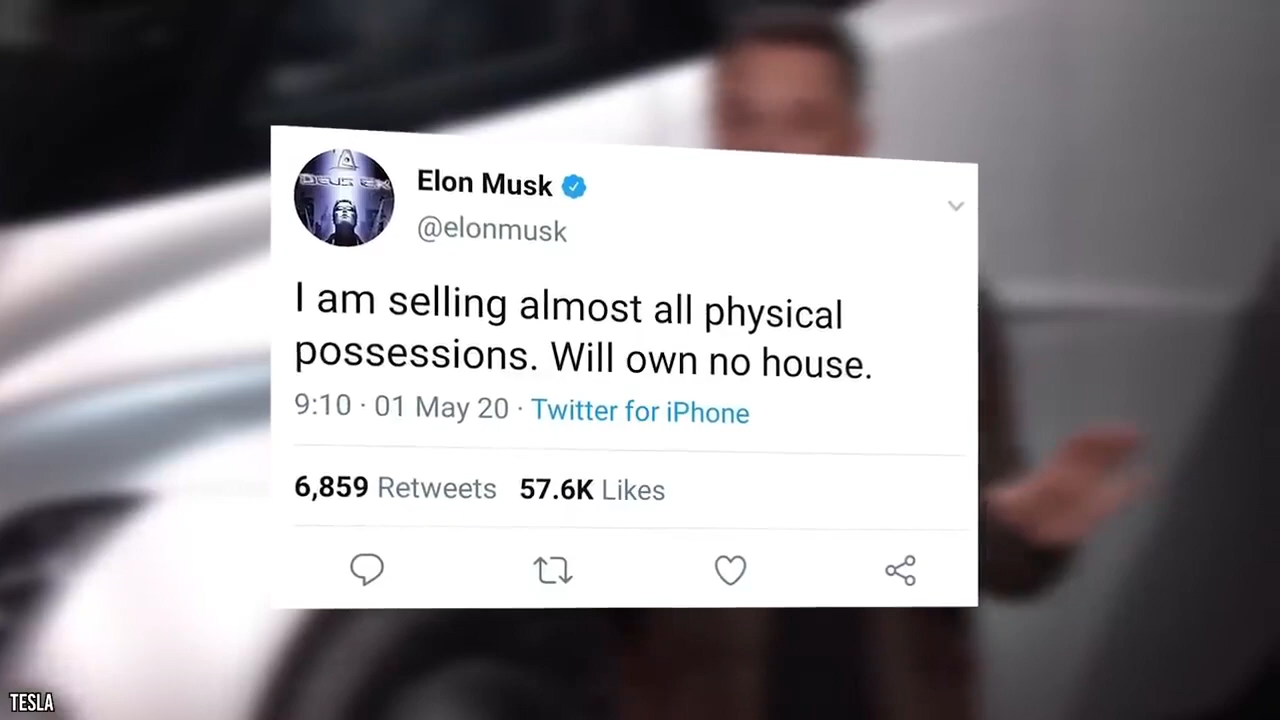 DEUS EX
Elon Musk
@elonmusk
I am selling almost all physical
possessions. Will own no house.
9:10 · 01 May 20 · Twitter for iPhone
6,859 Retweets 57.6K Likes
TESLA